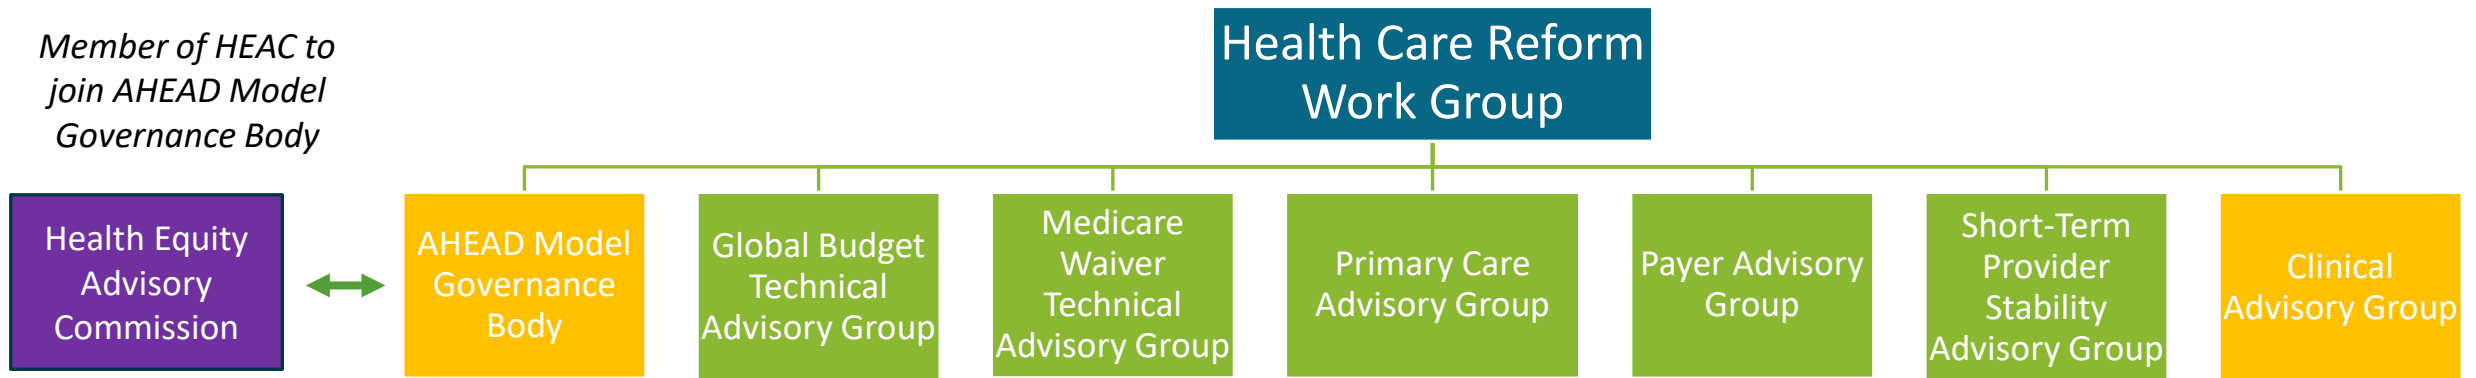 Member of HEAC to
join AHEAD Model
Governance Body
Health Care Reform
Work Group
Health Equity
Advisory
Commission
AHEAD Model
Governance
Body
Global Budget
Technical
Advisory Group
Medicare
Waiver
Technical
Advisory Group
Primary Care
Advisory Group
Payer Advisory
Group
Short-Term
Provider
Stability
Advisory Group
Clinical
Advisory Group